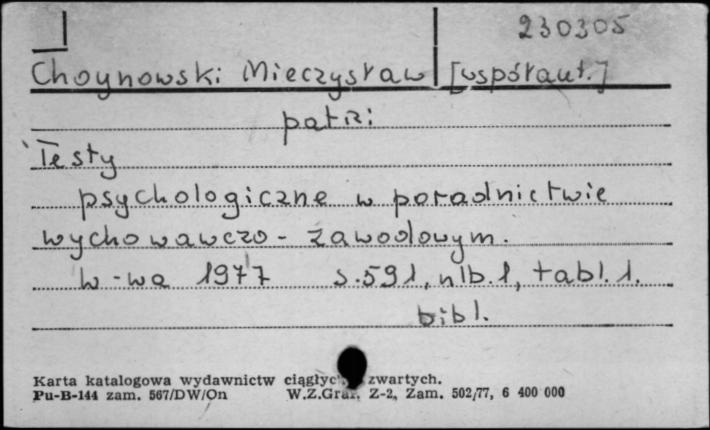 230305
Choynowski Mieczysław [współaut.]
patrz:
Testy
psychologiczne w poradnictwie
wychowawczo-zawodowym.
W-wa 1977 s. 591, nlb. 1, tabl. 1.
bibl.
Karta katalogowa wydawnictw zwartych.
Pu-B-144 zam. 567/DW/On W.Z.Graf. Z-2, Zam. 502/77, 6 400 000